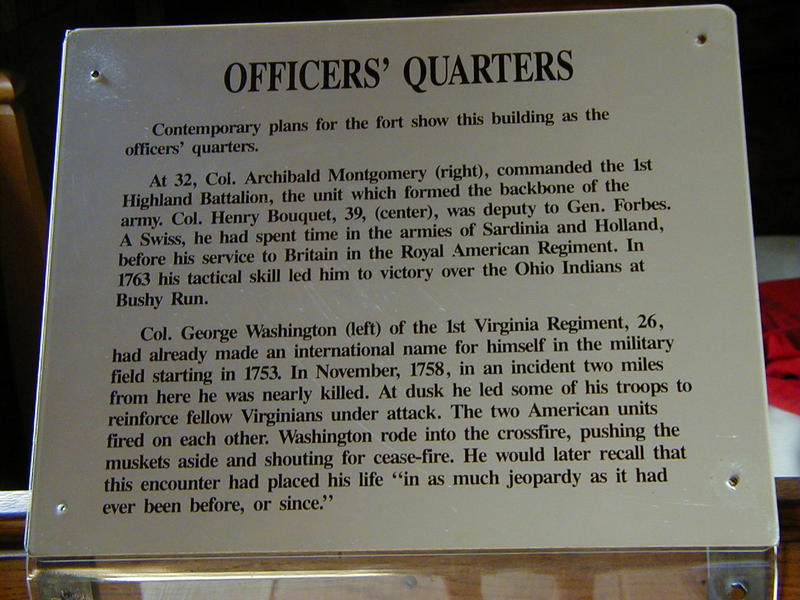 OFFICERS' QUARTERS
Contemporary plans for the fort show this building as the
officers' quarters.
At 32, Col. Archibald Montgomery (right), commanded the 1st
Highland Battalion, the unit which formed the backbone of the
army. Col. Henry Bouquet, 39, (center), was deputy to Gen. Forbes.
A Swiss, he had spent time in the armies of Sardinia and Holland,
before his service to Britain in the Royal American Regiment. In
1763 his tactical skill led him to victory over the Ohio Indians at
Bushy Run.
Col. George Washington (left) of the 1st Virginia Regiment, 26,
had already made an international name for himself in the military
field starting in 1753. In November, 1758, in an incident two miles
from here he was nearly killed. At dusk he led some of his troops to
reinforce fellow Virginians under attack. The two American units
fired on each other. Washington rode into the crossfire, pushing the
muskets aside and shouting for cease-fire. He would later recall that
this encounter had placed his life "in as much jeopardy as it had
ever been before, or since."